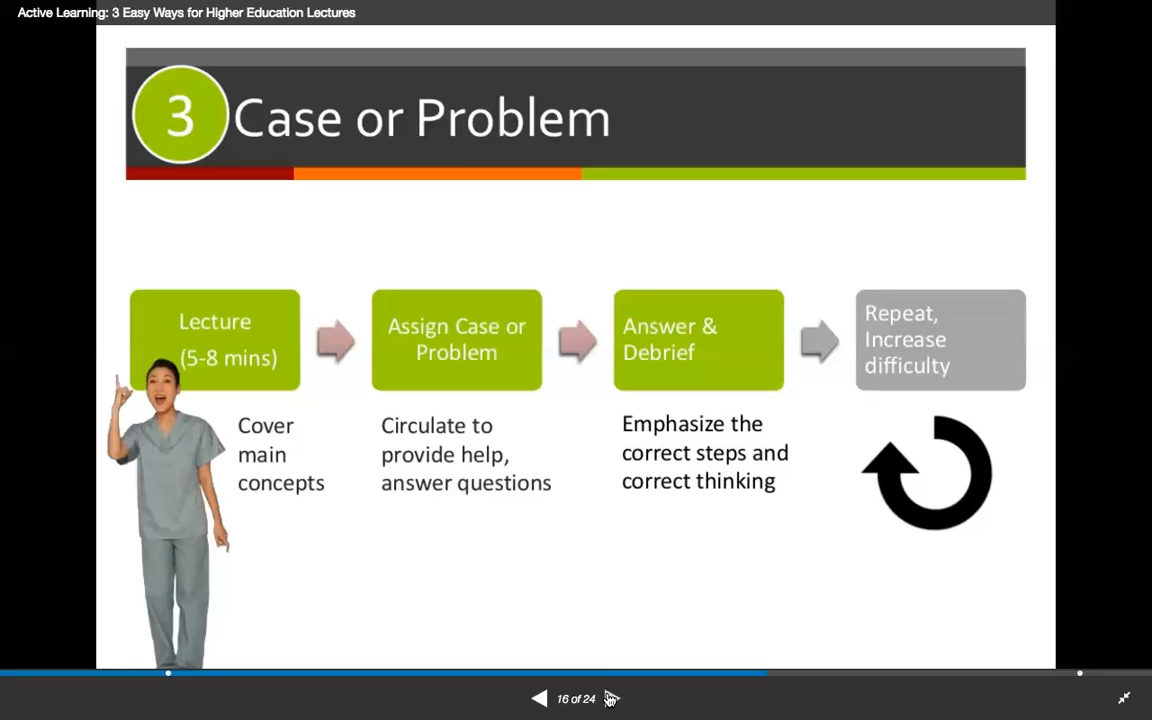 Active Learning: 3 Easy Ways for Higher Education Lectures
3 Case or Problem
Lecture
(5-8 mins)
Assign Case or
Problem
Answer &
Debrief
Repeat,
Increase
difficulty
Cover
main
concepts
Circulate to
provide help,
answer questions
Emphasize the
correct steps and
correct thinking
16 of 24